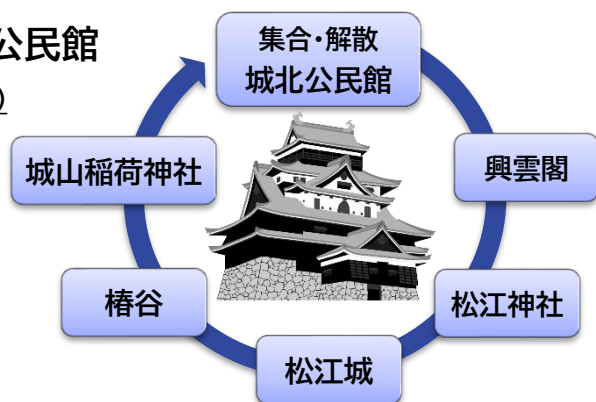 公民館
)
集合・解散
城北公民館
興雲閣
松江神社
松江城
椿谷
城山稲荷神社